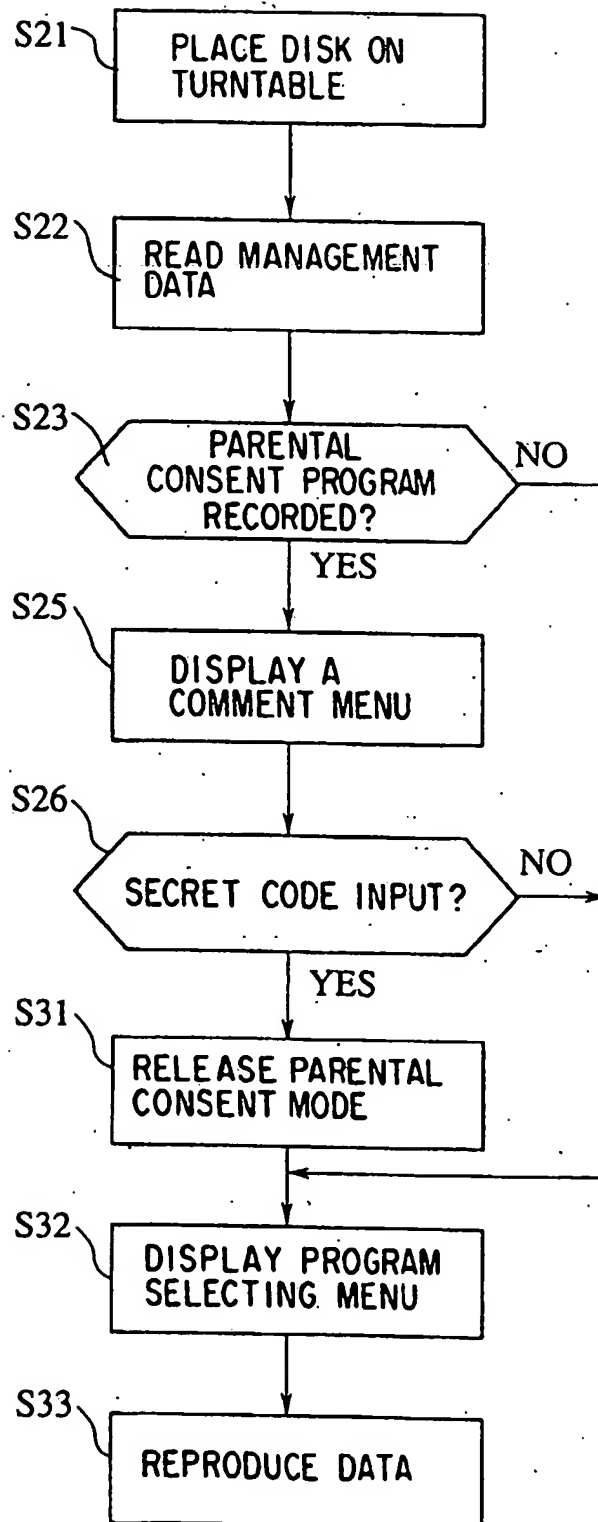 S21
PLACE DISK ON
TURNTABLE
S22
READ MANAGEMENT
DATA
S23
PARENTAL
CONSENT PROGRAM
RECORDED?
NO
YES
S25
DISPLAY A
COMMENT MENU
S26
SECRET CODE INPUT?
NO
YES
S31
RELEASE PARENTAL
CONSENT MODE
S32
DISPLAY PROGRAM
SELECTING MENU
S33
REPRODUCE DATA